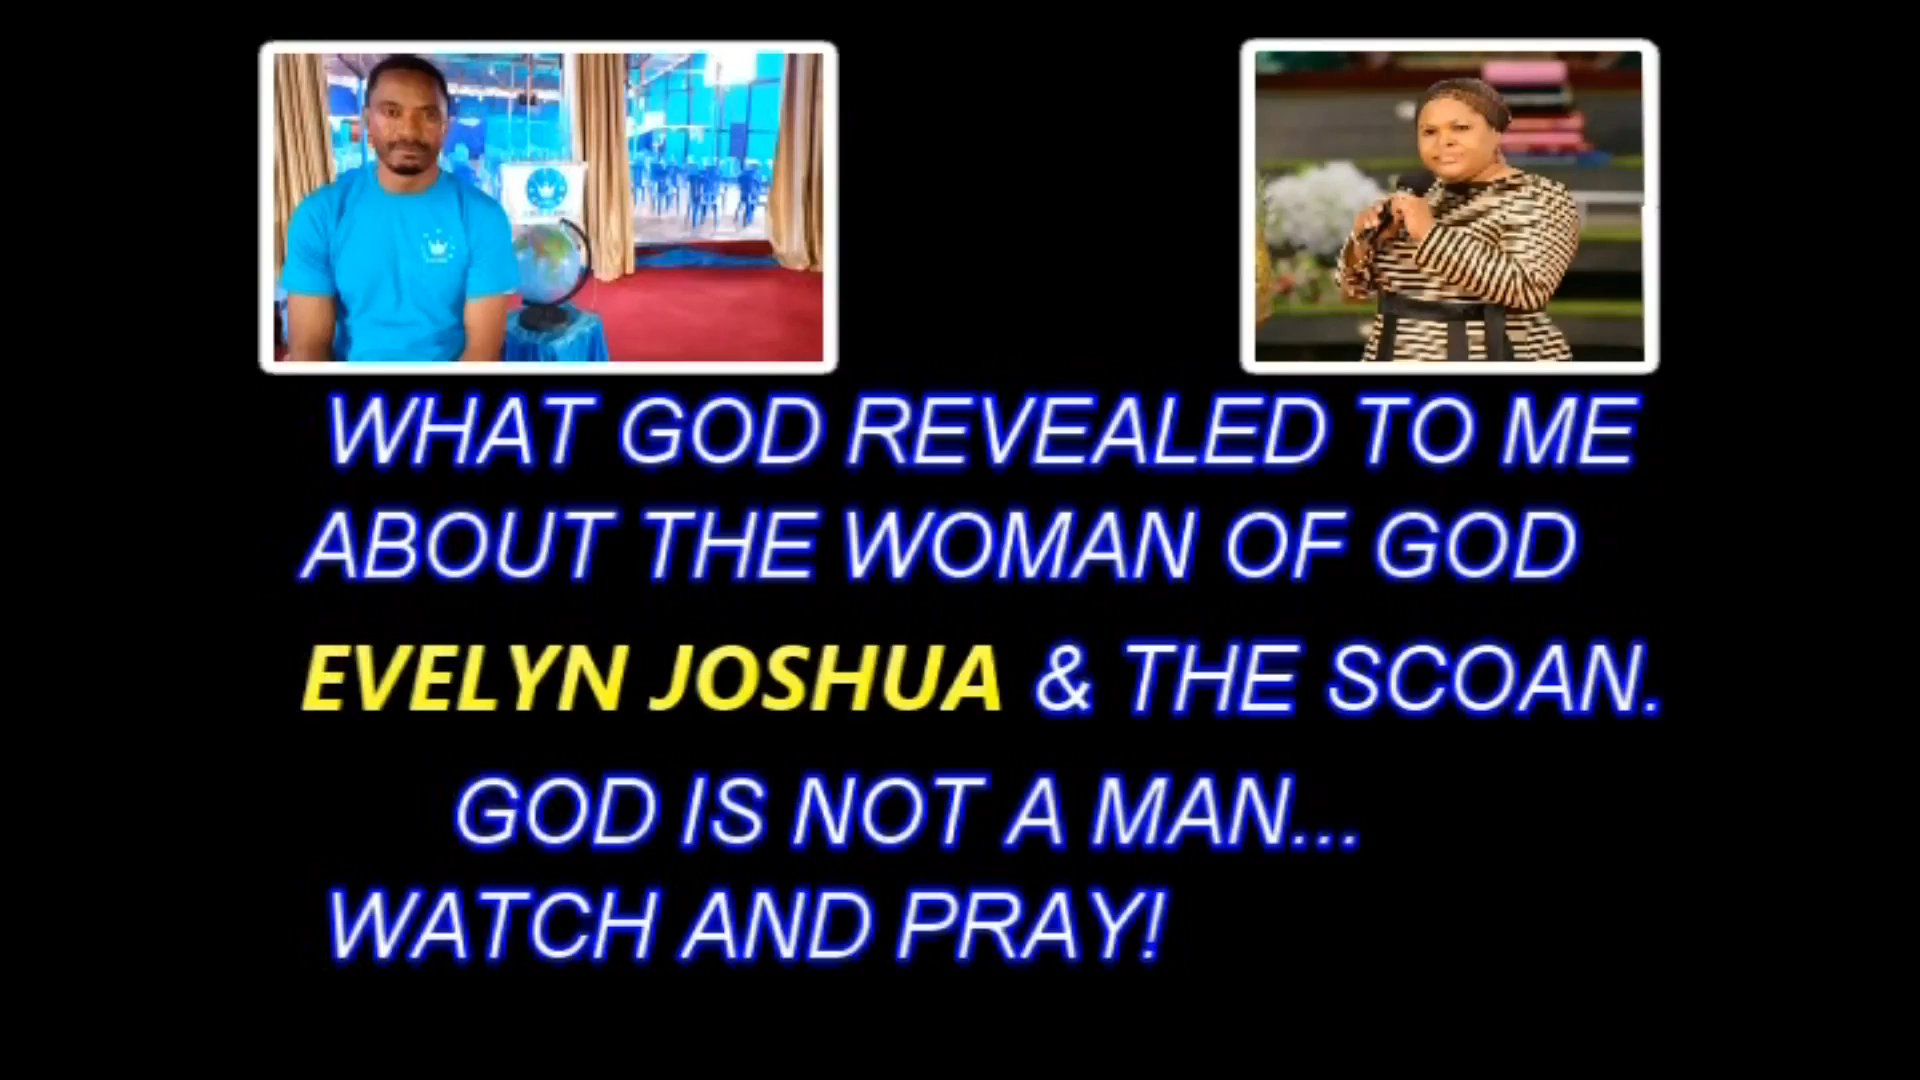 WHAT GOD REVEALED TO ME
ABOUT THE WOMAN OF GOD
EVELYN JOSHUA & THE SCOAN.
GOD IS NOT A MAN...
WATCH AND PRAY!